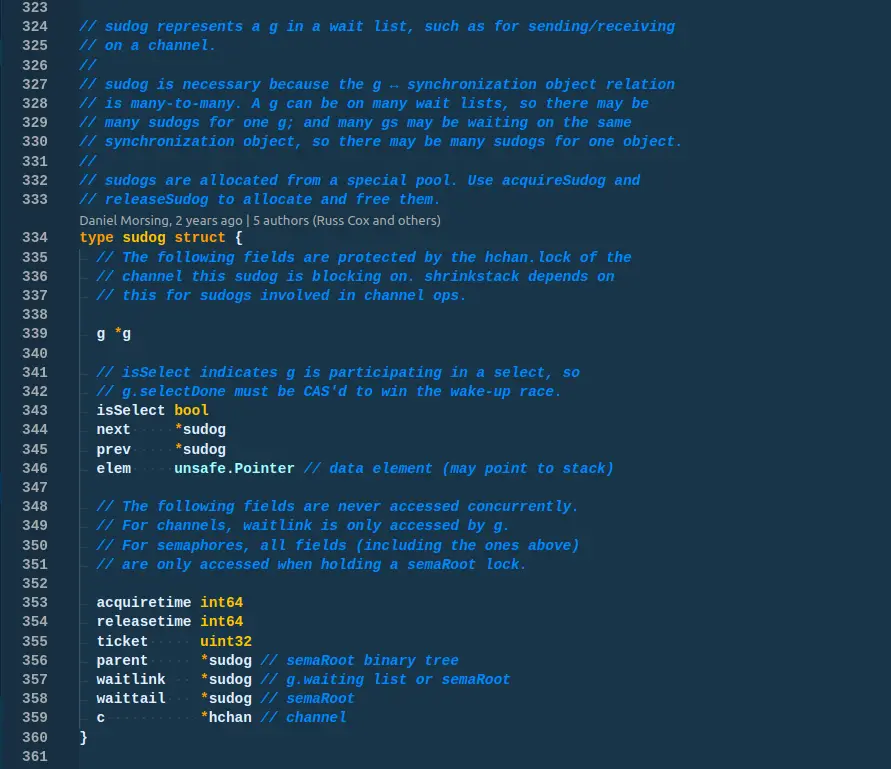 323
324 // sudog represents a g in a wait list, such as for sending/receiving
325 // on a channel.
326 //
327 // sudog is necessary because the g ↔ synchronization object relation
328 // is many-to-many. A g can be on many wait lists, so there may be
329 // many sudogs for one g; and many gs may be waiting on the same
330 // synchronization object, so there may be many sudogs for one object.
331 //
332 // sudogs are allocated from a special pool. Use acquireSudog and
333 // releaseSudog to allocate and free them.
Daniel Morsing, 2 years ago | 5 authors (Russ Cox and others)
334 type sudog struct {
335 // The following fields are protected by the hchan.lock of the
336 // channel this sudog is blocking on. shrinkstack depends on
337 // this for sudogs involved in channel ops.
338
339 g *g
340
341 // isSelect indicates g is participating in a select, so
342 // g.selectDone must be CAS'd to win the wake-up race.
343 isSelect bool
344 next *sudog
345 prev *sudog
346 elem unsafe.Pointer // data element (may point to stack)
347
348 // The following fields are never accessed concurrently.
349 // For channels, waitlink is only accessed by g.
350 // For semaphores, all fields (including the ones above)
351 // are only accessed when holding a semaRoot lock.
352
353 acquiretime int64
354 releasetime int64
355 ticket uint32
356 parent *sudog // semaRoot binary tree
357 waitlink *sudog // g.waiting list or semaRoot
358 waittail *sudog // semaRoot
359 c *hchan // channel
360 }
361